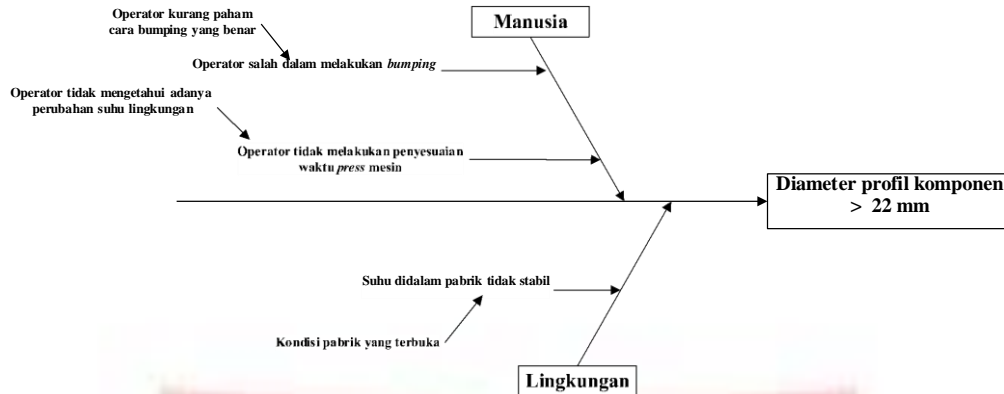 Operator kurang paham
cara bumping yang benar
Manusia
Operator salah dalam melakukan bumping
Operator tidak mengetahui adanya
perubahan suhu lingkungan
Operator tidak melakukan penyesuaian
waktu press mesin
Diameter profil komponen
> 22 mm
Suhu didalam pabrik tidak stabil
Kondisi pabrik yang terbuka
Lingkungan